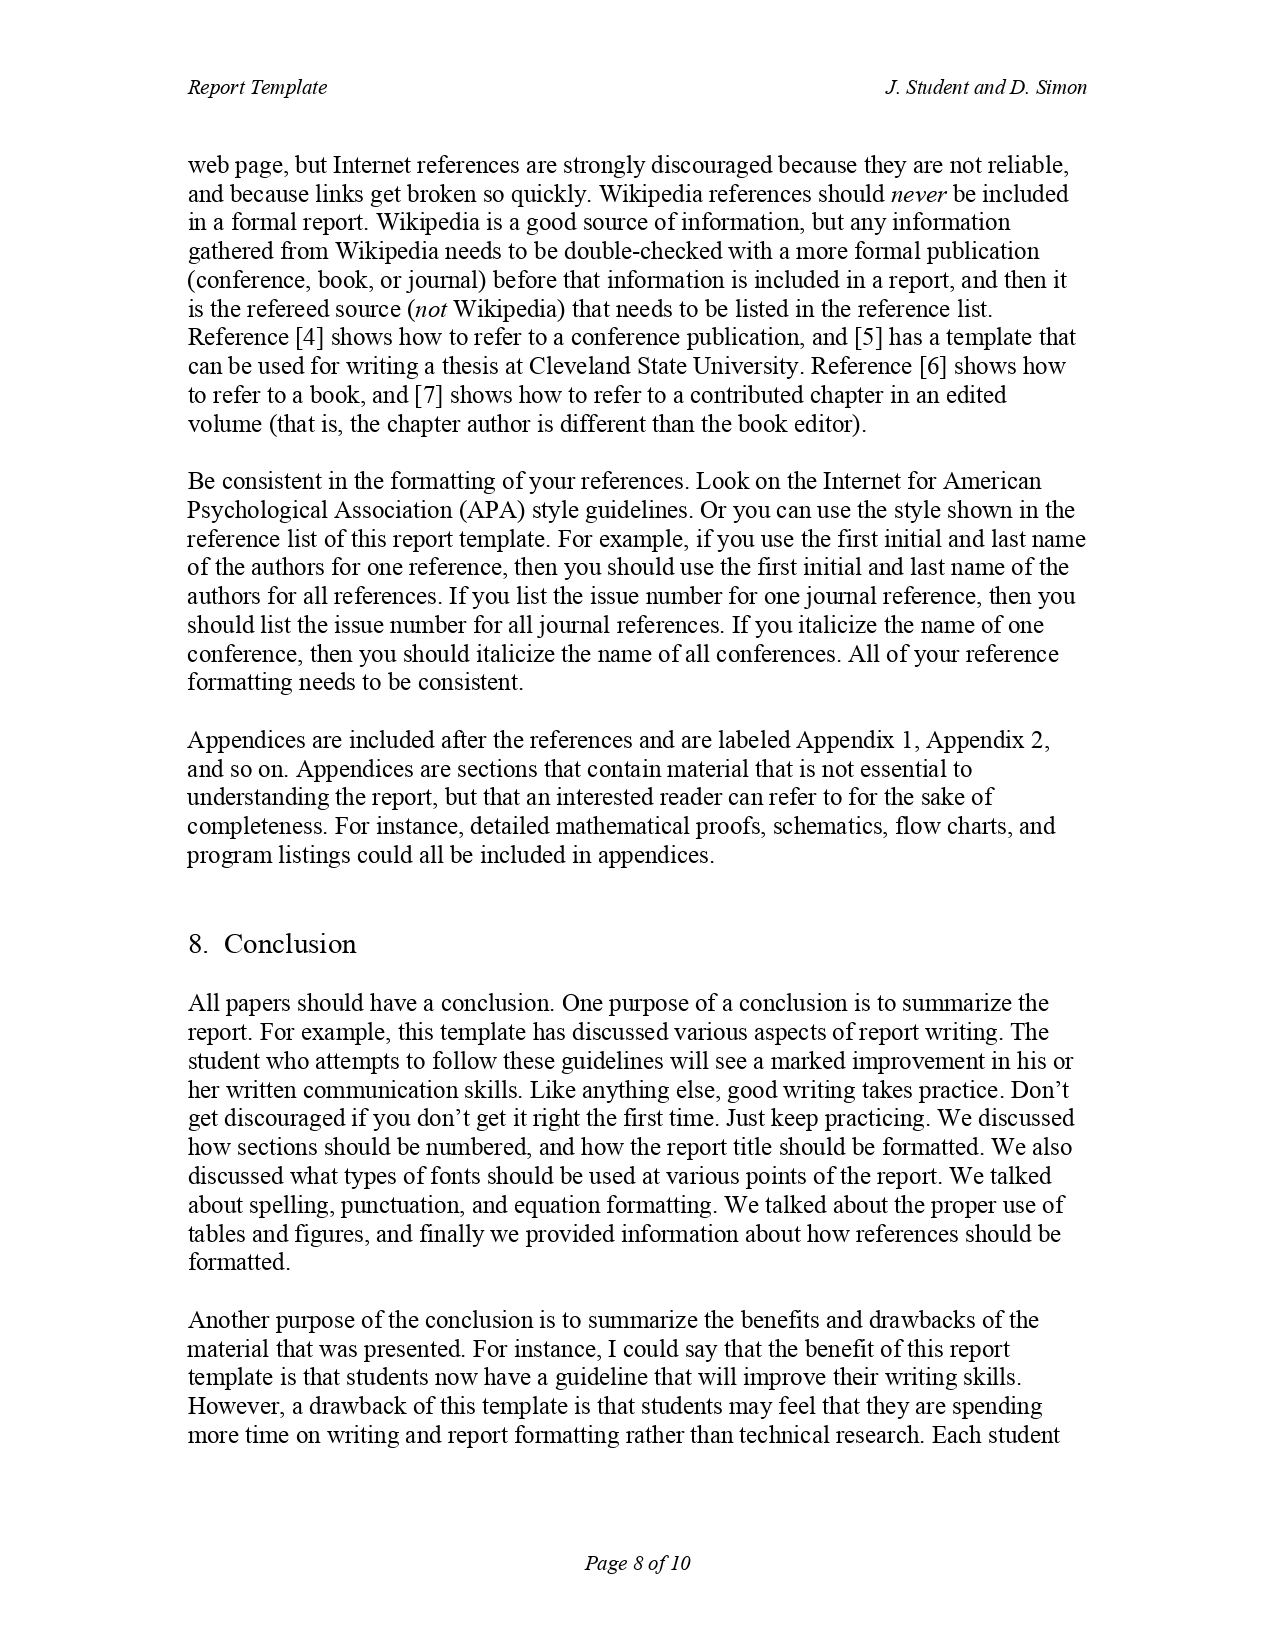 Report Template
J. Student and D. Simon
web page, but Internet references are strongly discouraged because they are not reliable,
and because links get broken so quickly. Wikipedia references should never be included
in a formal report. Wikipedia is a good source of information, but any information
gathered from Wikipedia needs to be double-checked with a more formal publication
(conference, book, or journal) before that information is included in a report, and then it
is the refereed source (not Wikipedia) that needs to be listed in the reference list.
Reference [4] shows how to refer to a conference publication, and [5] has a template that
can be used for writing a thesis at Cleveland State University. Reference [6] shows how
to refer to a book, and [7] shows how to refer to a contributed chapter in an edited
volume (that is, the chapter author is different than the book editor).
Be consistent in the formatting of your references. Look on the Internet for American
Psychological Association (APA) style guidelines. Or you can use the style shown in the
reference list of this report template. For example, if you use the first initial and last name
of the authors for one reference, then you should use the first initial and last name of the
authors for all references. If you list the issue number for one journal reference, then you
should list the issue number for all journal references. If you italicize the name of one
conference, then you should italicize the name of all conferences. All of your reference
formatting needs to be consistent.
Appendices are included after the references and are labeled Appendix 1, Appendix 2,
and so on. Appendices are sections that contain material that is not essential to
understanding the report, but that an interested reader can refer to for the sake of
completeness. For instance, detailed mathematical proofs, schematics, flow charts, and
program listings could all be included in appendices.
8. Conclusion
All papers should have a conclusion. One purpose of a conclusion is to summarize the
report. For example, this template has discussed various aspects of report writing. The
student who attempts to follow these guidelines will see a marked improvement in his or
her written communication skills. Like anything else, good writing takes practice. Don’t
get discouraged if you don’t get it right the first time. Just keep practicing. We discussed
how sections should be numbered, and how the report title should be formatted. We also
discussed what types of fonts should be used at various points of the report. We talked
about spelling, punctuation, and equation formatting. We talked about the proper use of
tables and figures, and finally we provided information about how references should be
formatted.
Another purpose of the conclusion is to summarize the benefits and drawbacks of the
material that was presented. For instance, I could say that the benefit of this report
template is that students now have a guideline that will improve their writing skills.
However, a drawback of this template is that students may feel that they are spending
more time on writing and report formatting rather than technical research. Each student
Page 8 of 10